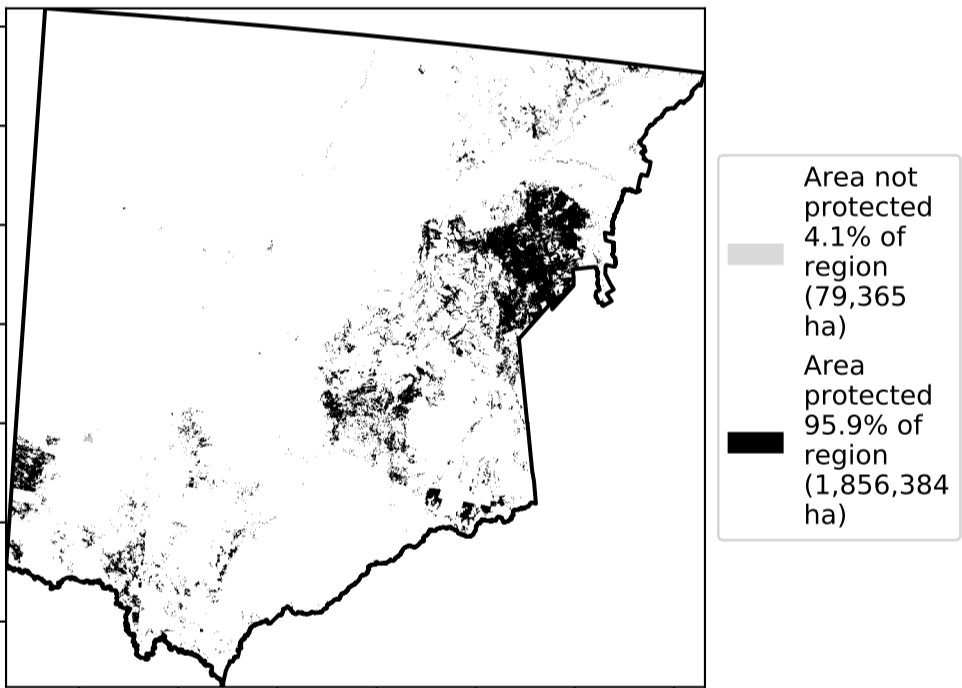 Area not
protected
4.1% of
region
(79,365
ha)
Area
protected
95.9% of
region
(1,856,384
ha)